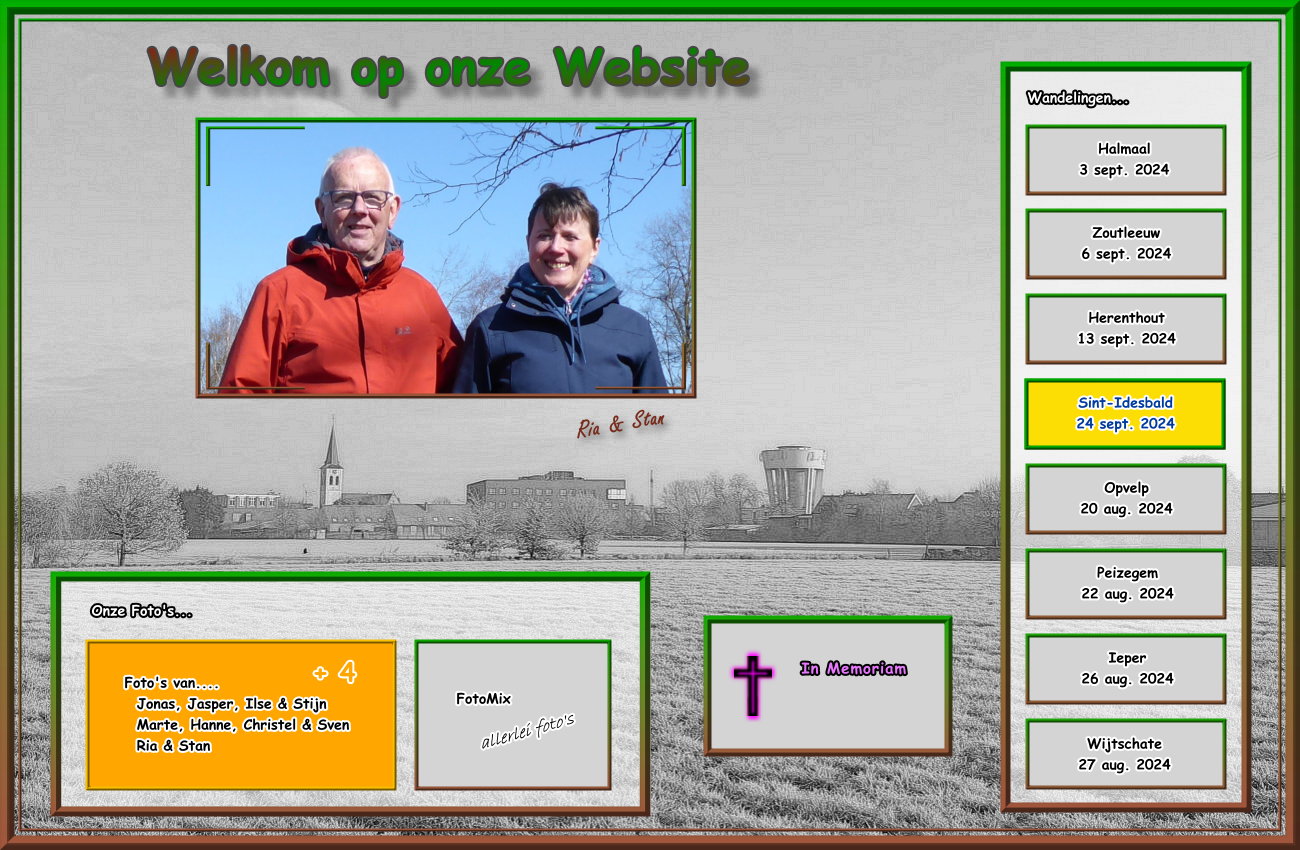 Welkom op onze Website
Ria & Stan
Wandelingen...
Halmaal
3 sept. 2024
Zoutleeuw
6 sept. 2024
Herenthout
13 sept. 2024
Sint-Idesbald
24 sept. 2024
Opvelp
20 aug. 2024
Peizegem
22 aug. 2024
Ieper
26 aug. 2024
Wijtschate
27 aug. 2024
Onze Foto's...
+ 4
Foto's van....
Jonas, Jasper, Ilse & Stijn
Marte, Hanne, Christel & Sven
Ria & Stan
FotoMix
allerlei foto's
In Memoriam